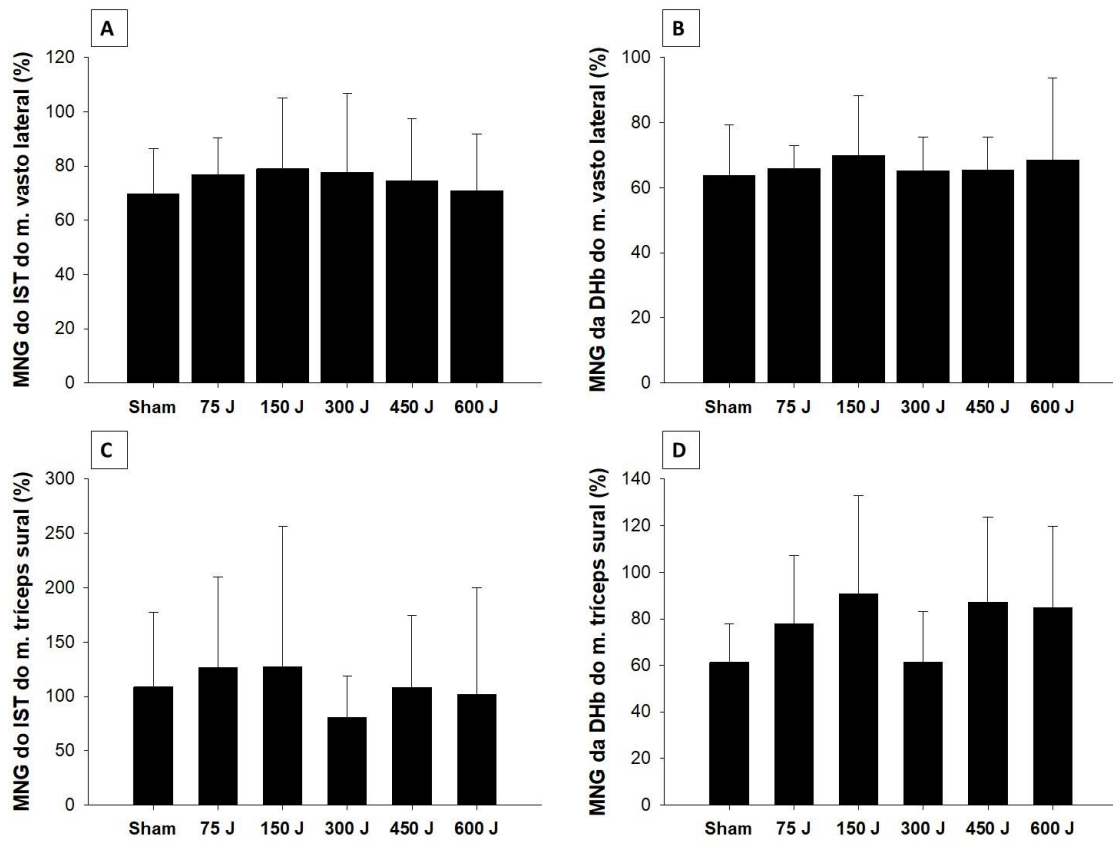 A
MNG do IST do m. vasto lateral (%)
120
100
80
60
40
20
0
Sham 75 J 150 J 300 J 450 J 600 J
B
MNG da DHb do m. vasto lateral (%)
100
80
60
40
20
0
Sham 75 J 150 J 300 J 450 J 600 J
C
MNG do IST do m. tríceps sural (%)
300
250
200
150
100
50
0
Sham 75 J 150 J 300 J 450 J 600 J
D
MNG da DHb do m. tríceps sural (%)
140
120
100
80
60
40
20
0
Sham 75 J 150 J 300 J 450 J 600 J